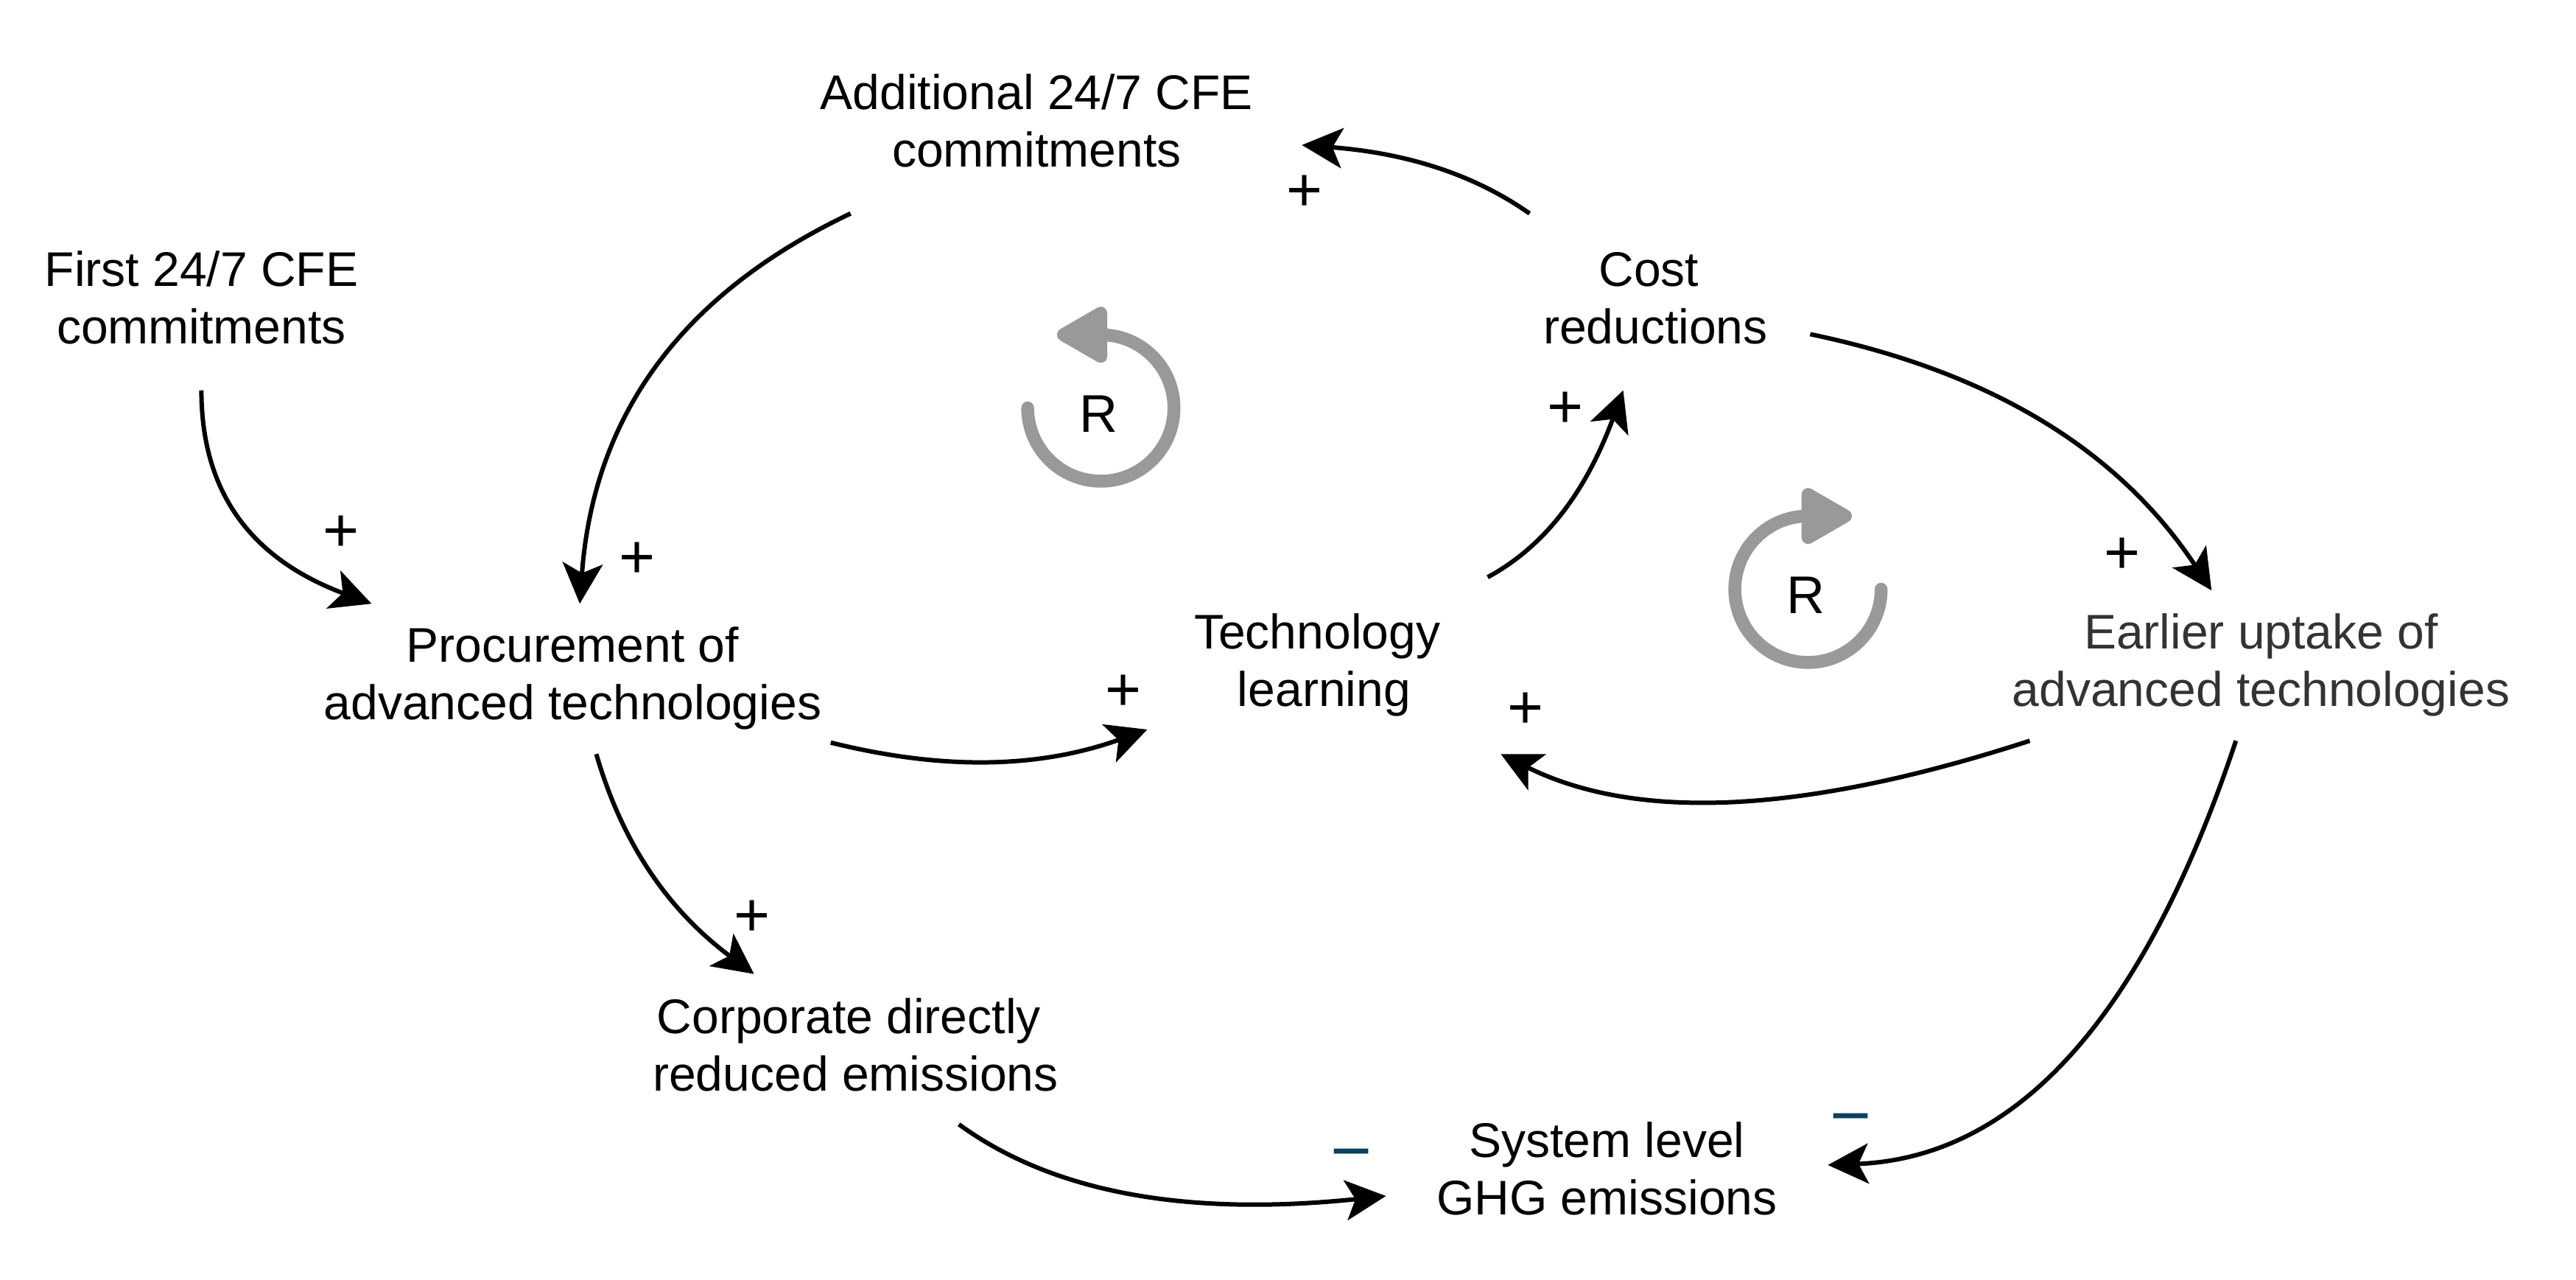 Additional 24/7 CFE
commitments
+
First 24/7 CFE
commitments
Cost
reductions
R
+
+
+
+
R
Procurement of
advanced technologies
Technology
learning
Earlier uptake of
advanced technologies
+
+
+
Corporate directly
reduced emissions
–
–
System level
GHG emissions